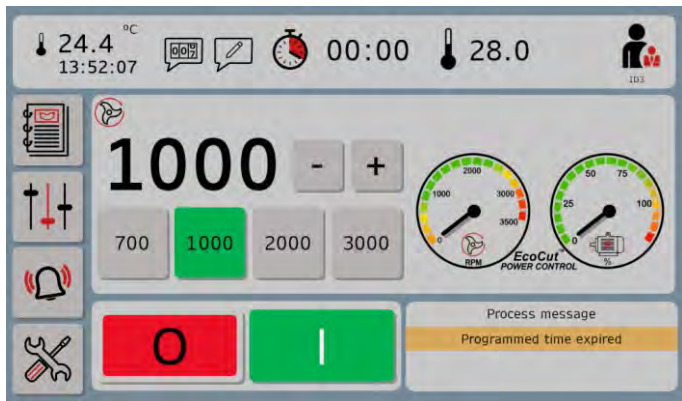 24.4 °C
13:52:07
00:00
28.0
ID3
1000
-
+
700
1000
2000
3000
0
1000
2000
3000
3500
RPM
EcoCut™
POWER CONTROL
0
25
50
75
100
%
O
I
Process message
Programmed time expired